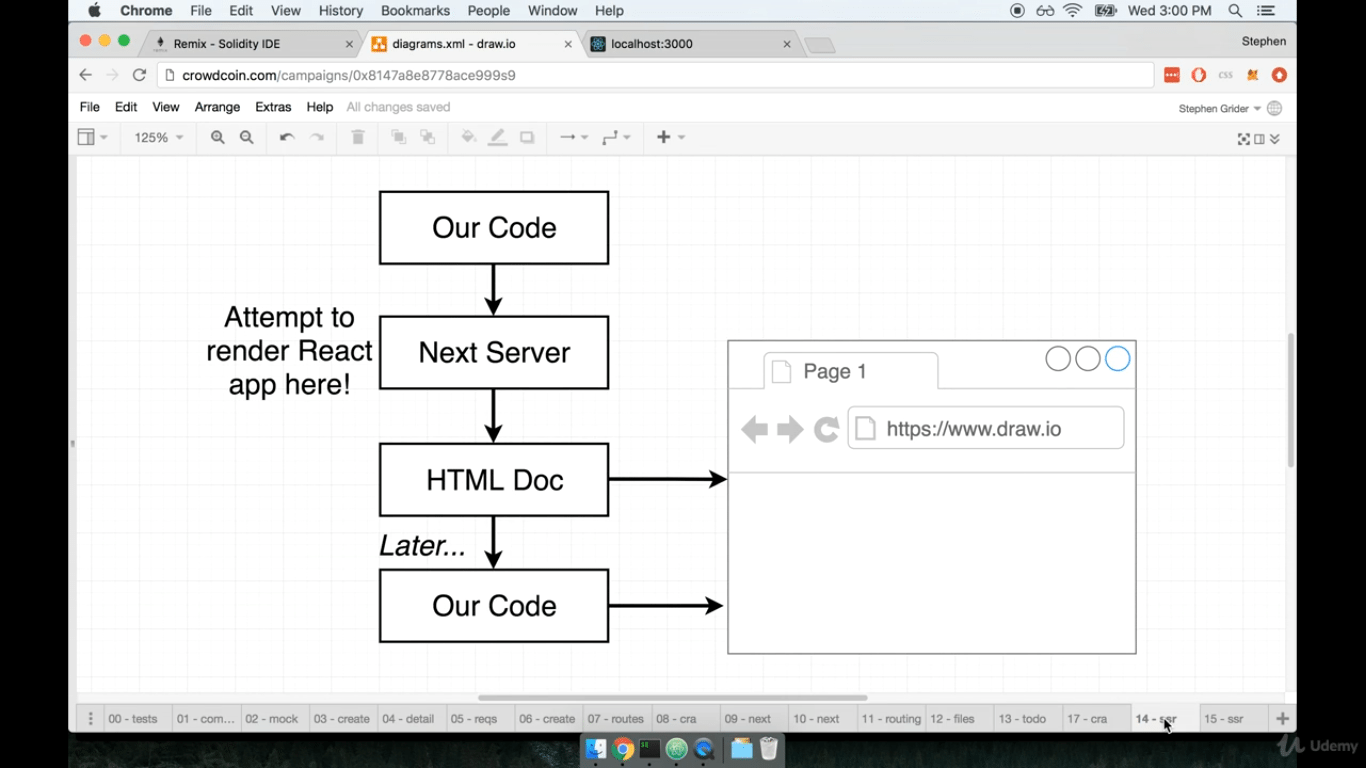 Chrome File Edit View History Bookmarks People Window Help Wed 3:00 PM
Remix - Solidity IDE diagrams.xml - draw.io localhost:3000 Stephen
crowdcoin.com/campaigns/0x8147a8e8778ace999s9 CSS
File Edit View Arrange Extras Help All changes saved Stephen Grider
125%
Our Code
Attempt to
render React
app here!
Next Server
HTML Doc
Later...
Our Code
Page 1
https://www.draw.io
00 - tests 01 - com... 02 - mock 03 - create 04 - detail 05 - reqs 06 - create 07 - routes 08 - cra 09 - next 10 - next 11 - routing 12 - files 13 - todo 17 - cra 14 - ssr 15 - ssr
Udemy